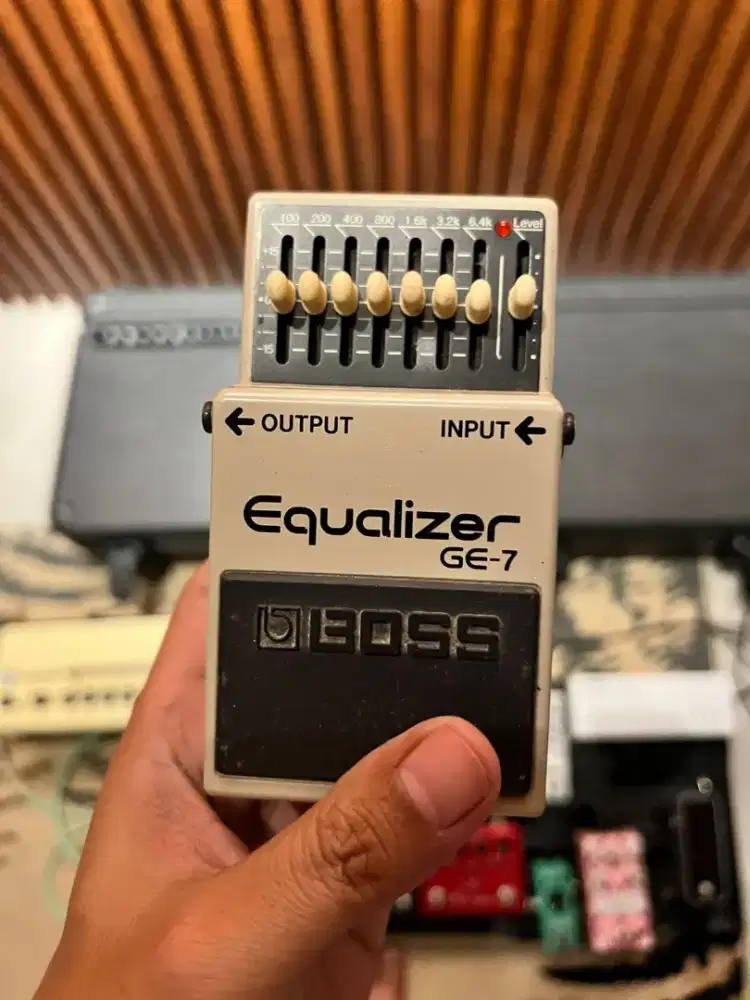 100 200 400 800 1.6k 3.2k 6.4k Level
+15
-15
← OUTPUT INPUT ←
Equalizer
GE-7
BOSS